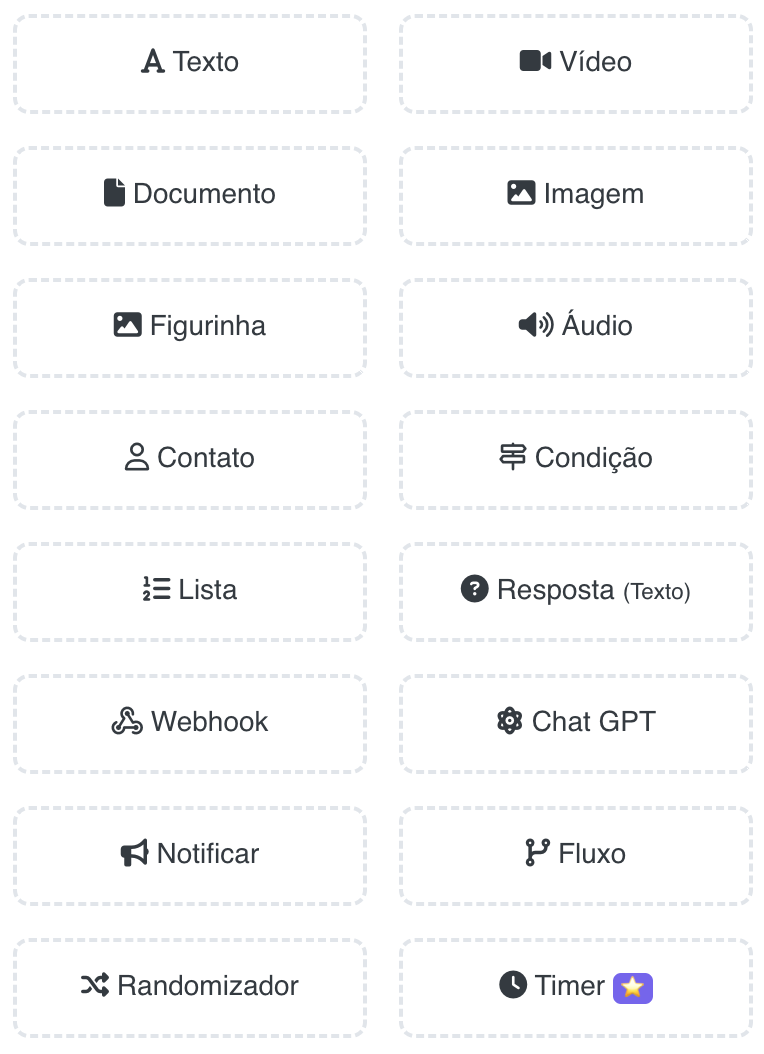 Texto
Vídeo
Documento
Imagem
Figurinha
Áudio
Contato
Condição
Lista
Resposta (Texto)
Webhook
Chat GPT
Notificar
Fluxo
Randomizador
Timer